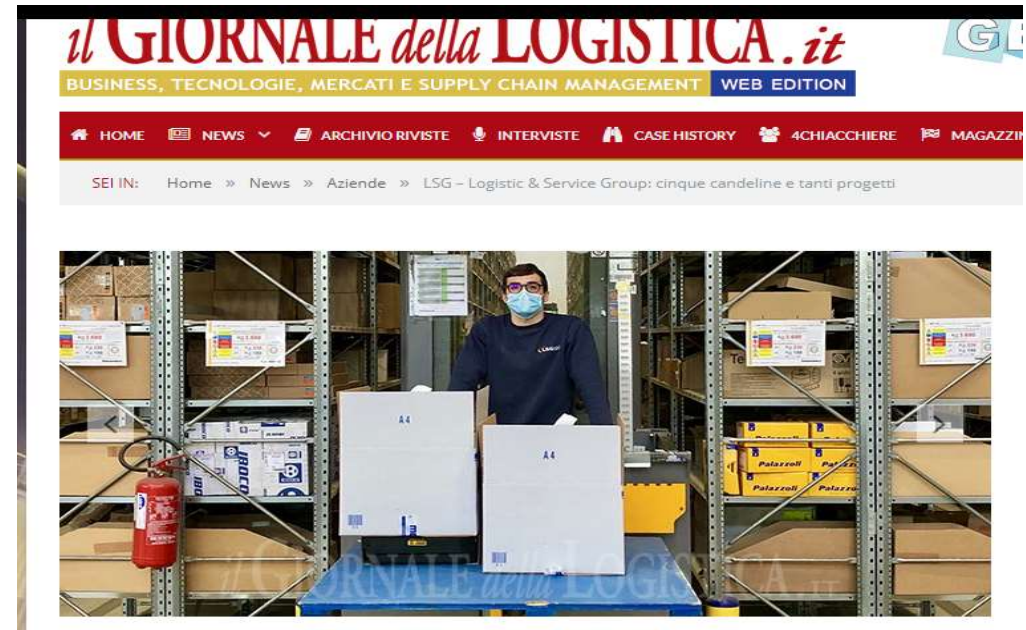 il GIORNALE della LOGISTICA.it
GE
BUSINESS, TECNOLOGIE, MERCATI E SUPPLY CHAIN MANAGEMENT WEB EDITION
HOME NEWS ARCHIVIO RIVISTE INTERVISTE CASE HISTORY 4CHIACCHIERE MAGAZZIN
SEI IN: Home » News » Aziende » LSG – Logistic & Service Group: cinque candeline e tanti progetti
A4
A4
Palazzoli
Palazzoli Palazzo
il GIORNALE della LOGISTICA.IT